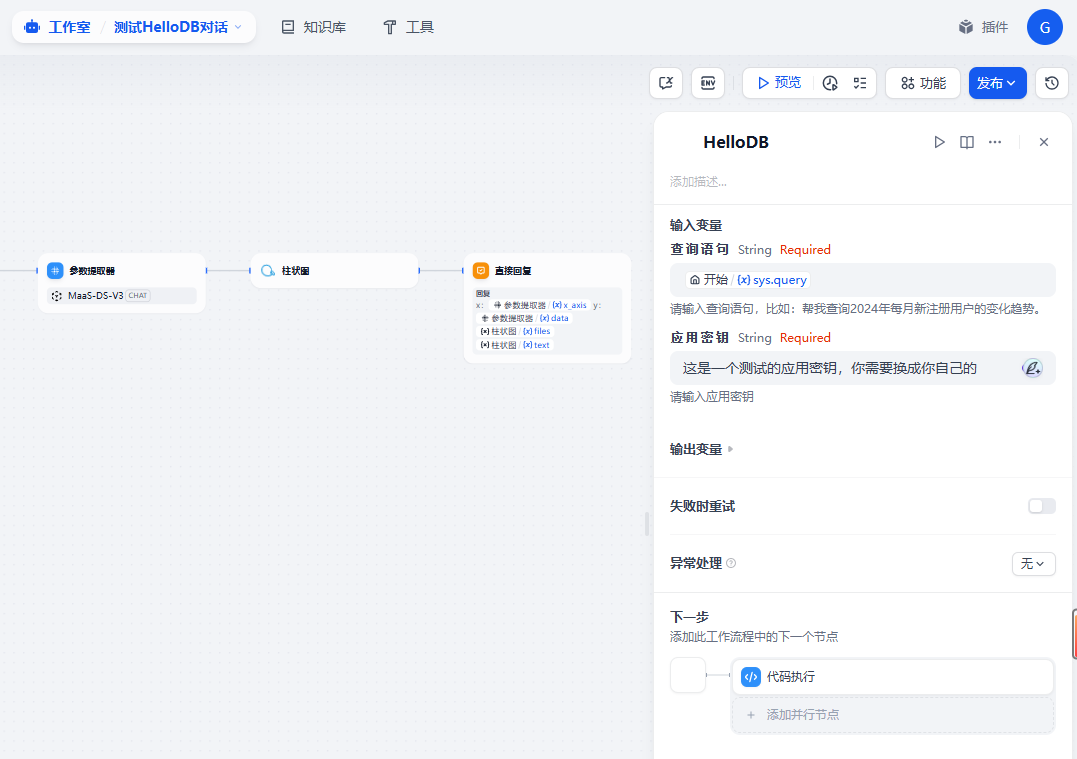 工作室 / 测试HelloDB对话
知识库
工具
插件
G
ENV
预览
功能
发布
HelloDB
添加描述...
输入变量
查询语句 String Required
开始 / {x} sys.query
请输入查询语句，比如：帮我查询2024年每月新注册用户的变化趋势。
应用密钥 String Required
这是一个测试的应用密钥，你需要换成你自己的
请输入应用密钥
输出变量
失败时重试
异常处理
无
下一步
添加此工作流程中的下一个节点
代码执行
+ 添加并行节点
参数提取器
MaaS-DS-V3 CHAT
柱状图
直接回复
回复
x: 参数提取器 / {x} x_axis y:
参数提取器 / {x} data
{x} 柱状图 / {x} files
{x} 柱状图 / {x} text